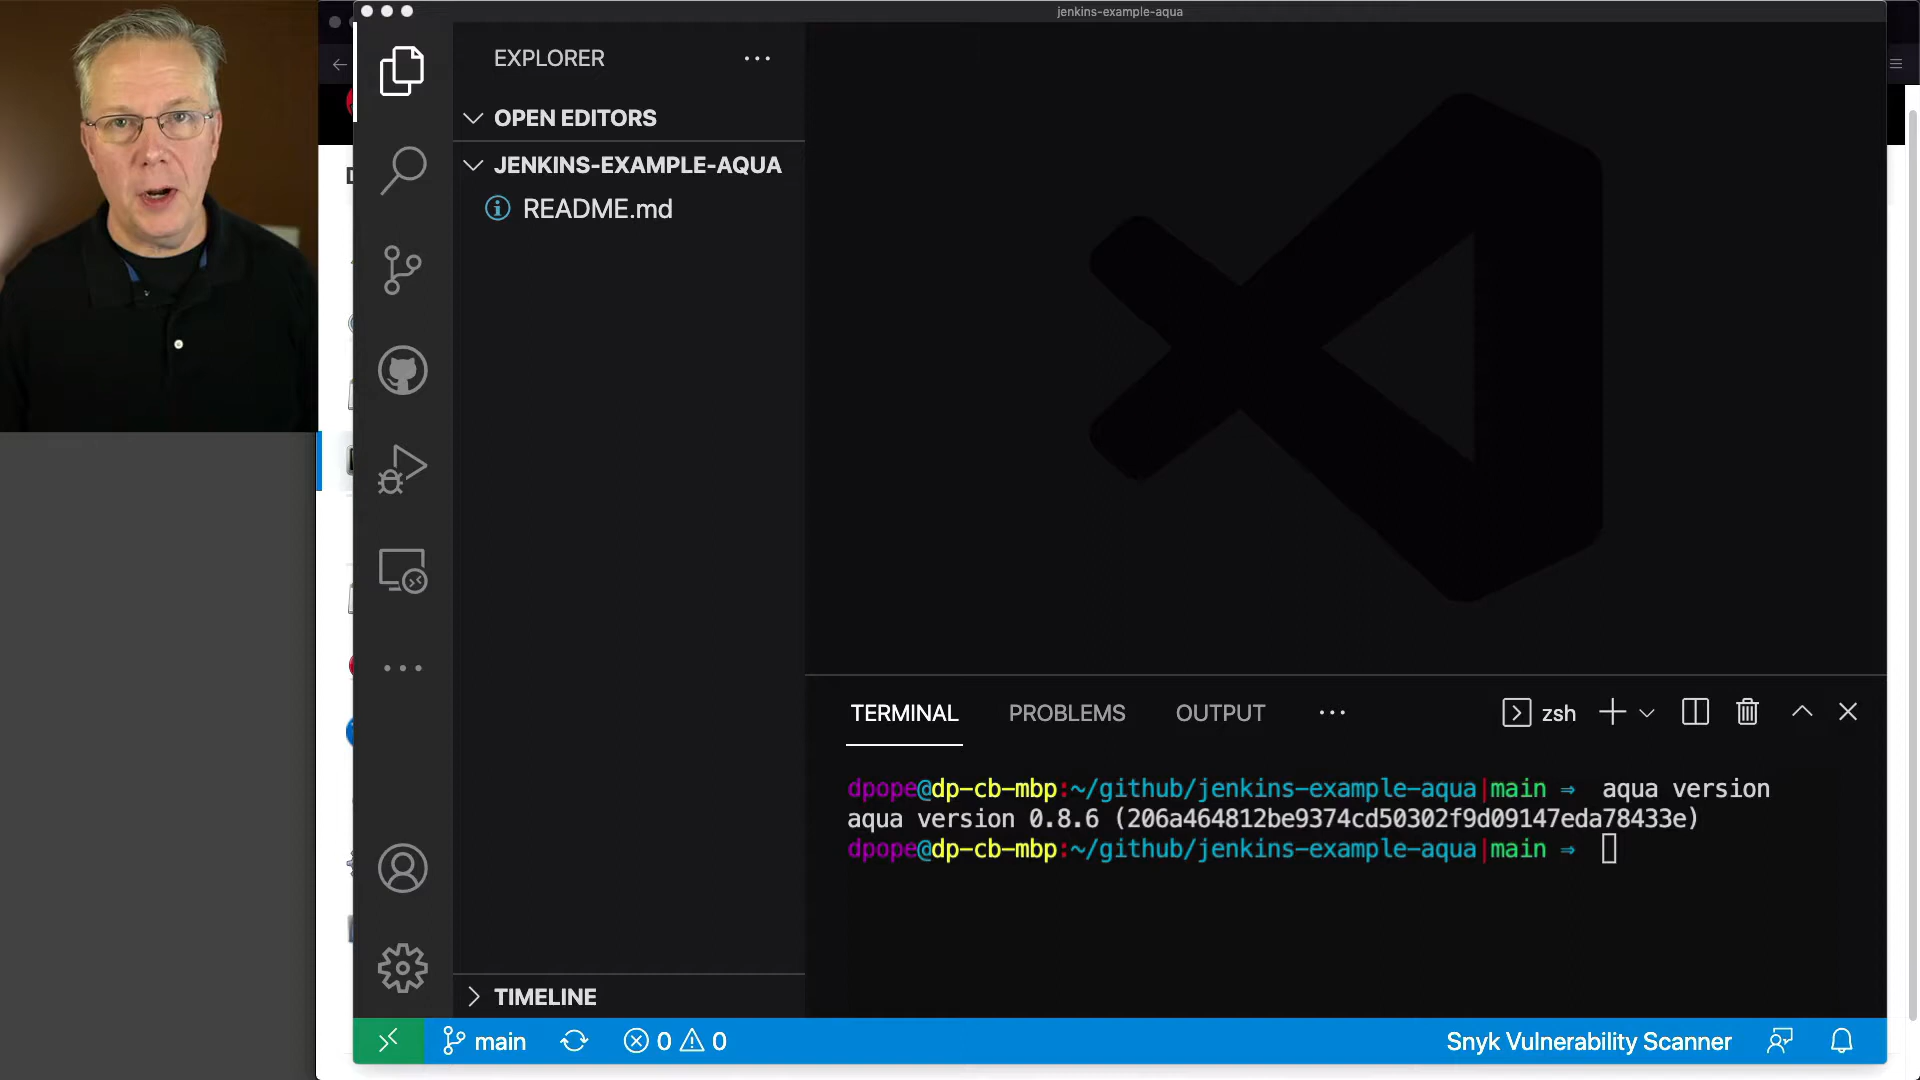 jenkins-example-aqua
EXPLORER
OPEN EDITORS
JENKINS-EXAMPLE-AQUA
README.md
TIMELINE
TERMINAL
PROBLEMS
OUTPUT
zsh
dpope@dp-cb-mbp:~/github/jenkins-example-aqua|main ⇒ aqua version
aqua version 0.8.6 (206a464812be9374cd50302f9d09147eda78433e)
dpope@dp-cb-mbp:~/github/jenkins-example-aqua|main ⇒
main
0
0
Snyk Vulnerability Scanner